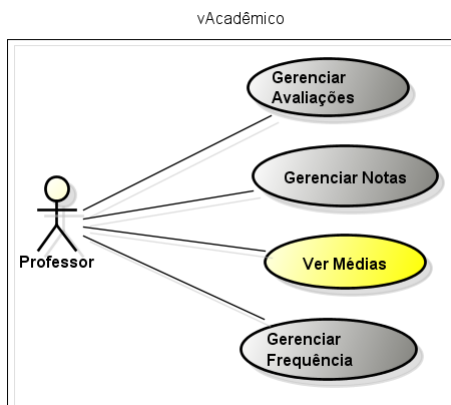 vAcadêmico
Gerenciar
Avaliações
Gerenciar Notas
Professor
Ver Médias
Gerenciar
Frequência